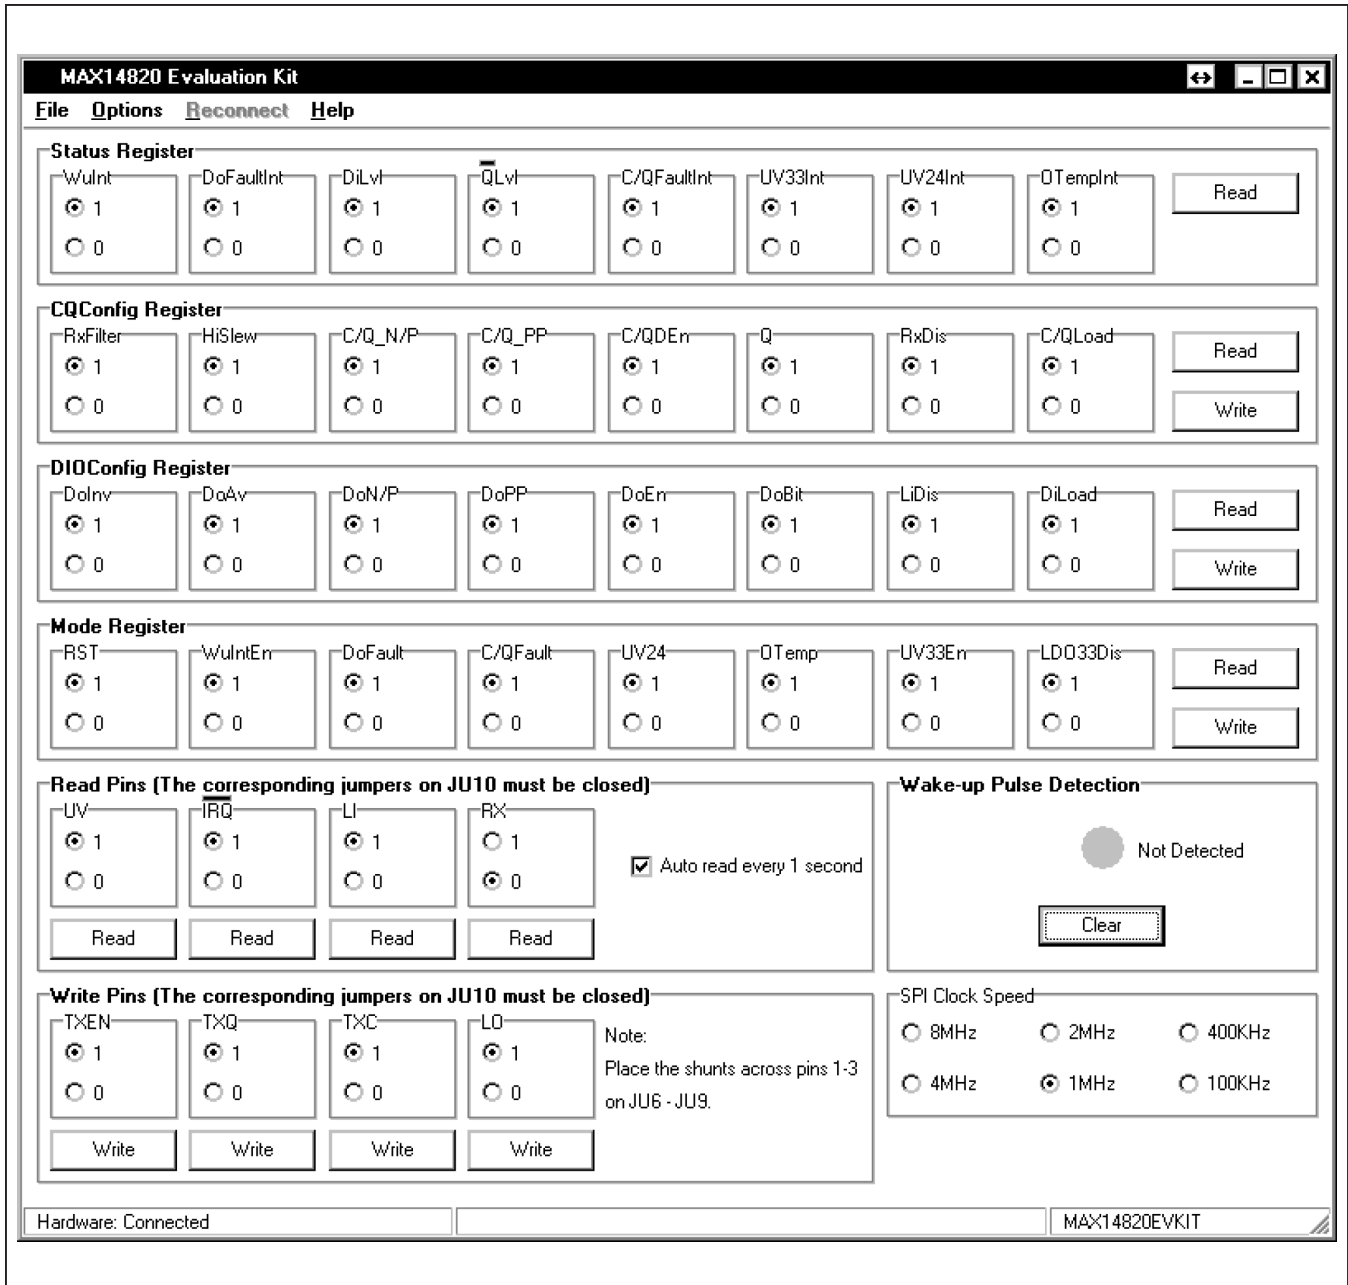 MAX14820 Evaluation Kit
File Options Reconnect Help
Status Register
WuInt DoFaultInt DiLvl Q̅Lvl C/QFaultInt UV33Int UV24Int OTempInt
1 1 1 1 1 1 1 1 Read
0 0 0 0 0 0 0 0
CQConfig Register
RxFilter HiSlew C/Q_N/P C/Q_PP C/QDEn Q RxDis C/QLoad
1 1 1 1 1 1 1 1 Read
0 0 0 0 0 0 0 0 Write
DIOConfig Register
DoInv DoAv DoN/P DoPP DoEn DoBit LiDis DiLoad
1 1 1 1 1 1 1 1 Read
0 0 0 0 0 0 0 0 Write
Mode Register
RST WuIntEn DoFault C/QFault UV24 OTemp UV33En LDO33Dis
1 1 1 1 1 1 1 1 Read
0 0 0 0 0 0 0 0 Write
Read Pins (The corresponding jumpers on JU10 must be closed)
UV I̅R̅Q̅ LI RX
1 1 1 1
0 0 0 0
Auto read every 1 second
Read Read Read Read
Wake-up Pulse Detection
Not Detected
Clear
Write Pins (The corresponding jumpers on JU10 must be closed)
TXEN TXQ TXC LO
1 1 1 1
0 0 0 0
Write Write Write Write
Note:
Place the shunts across pins 1-3
on JU6 - JU9.
SPI Clock Speed
8MHz 2MHz 400KHz
4MHz 1MHz 100KHz
Hardware: Connected
MAX14820EVKIT